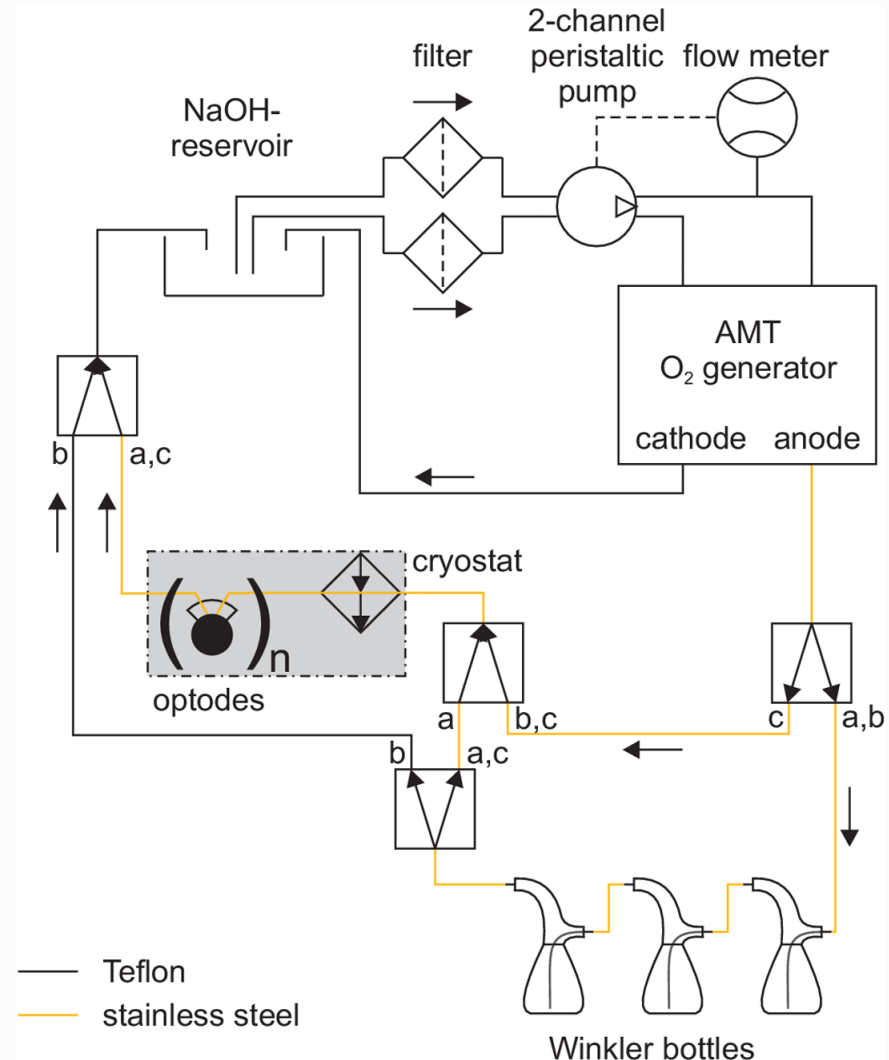 2-channel
peristaltic
pump
filter
flow meter
NaOH-
reservoir
AMT
O₂ generator
cathode anode
b
a,c
cryostat
n
optodes
a
b,c
c
a,b
b
a,c
Teflon
stainless steel
Winkler bottles